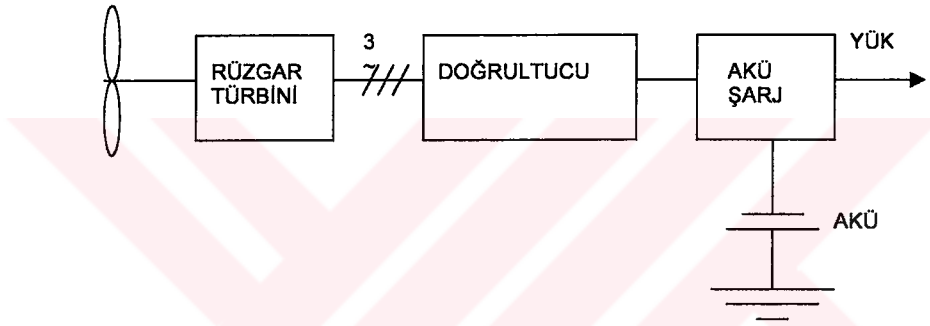 3
~
RÜZGAR
TÜRBİNİ
DOĞRULTUCU
AKÜ
ŞARJ
YÜK
AKÜ